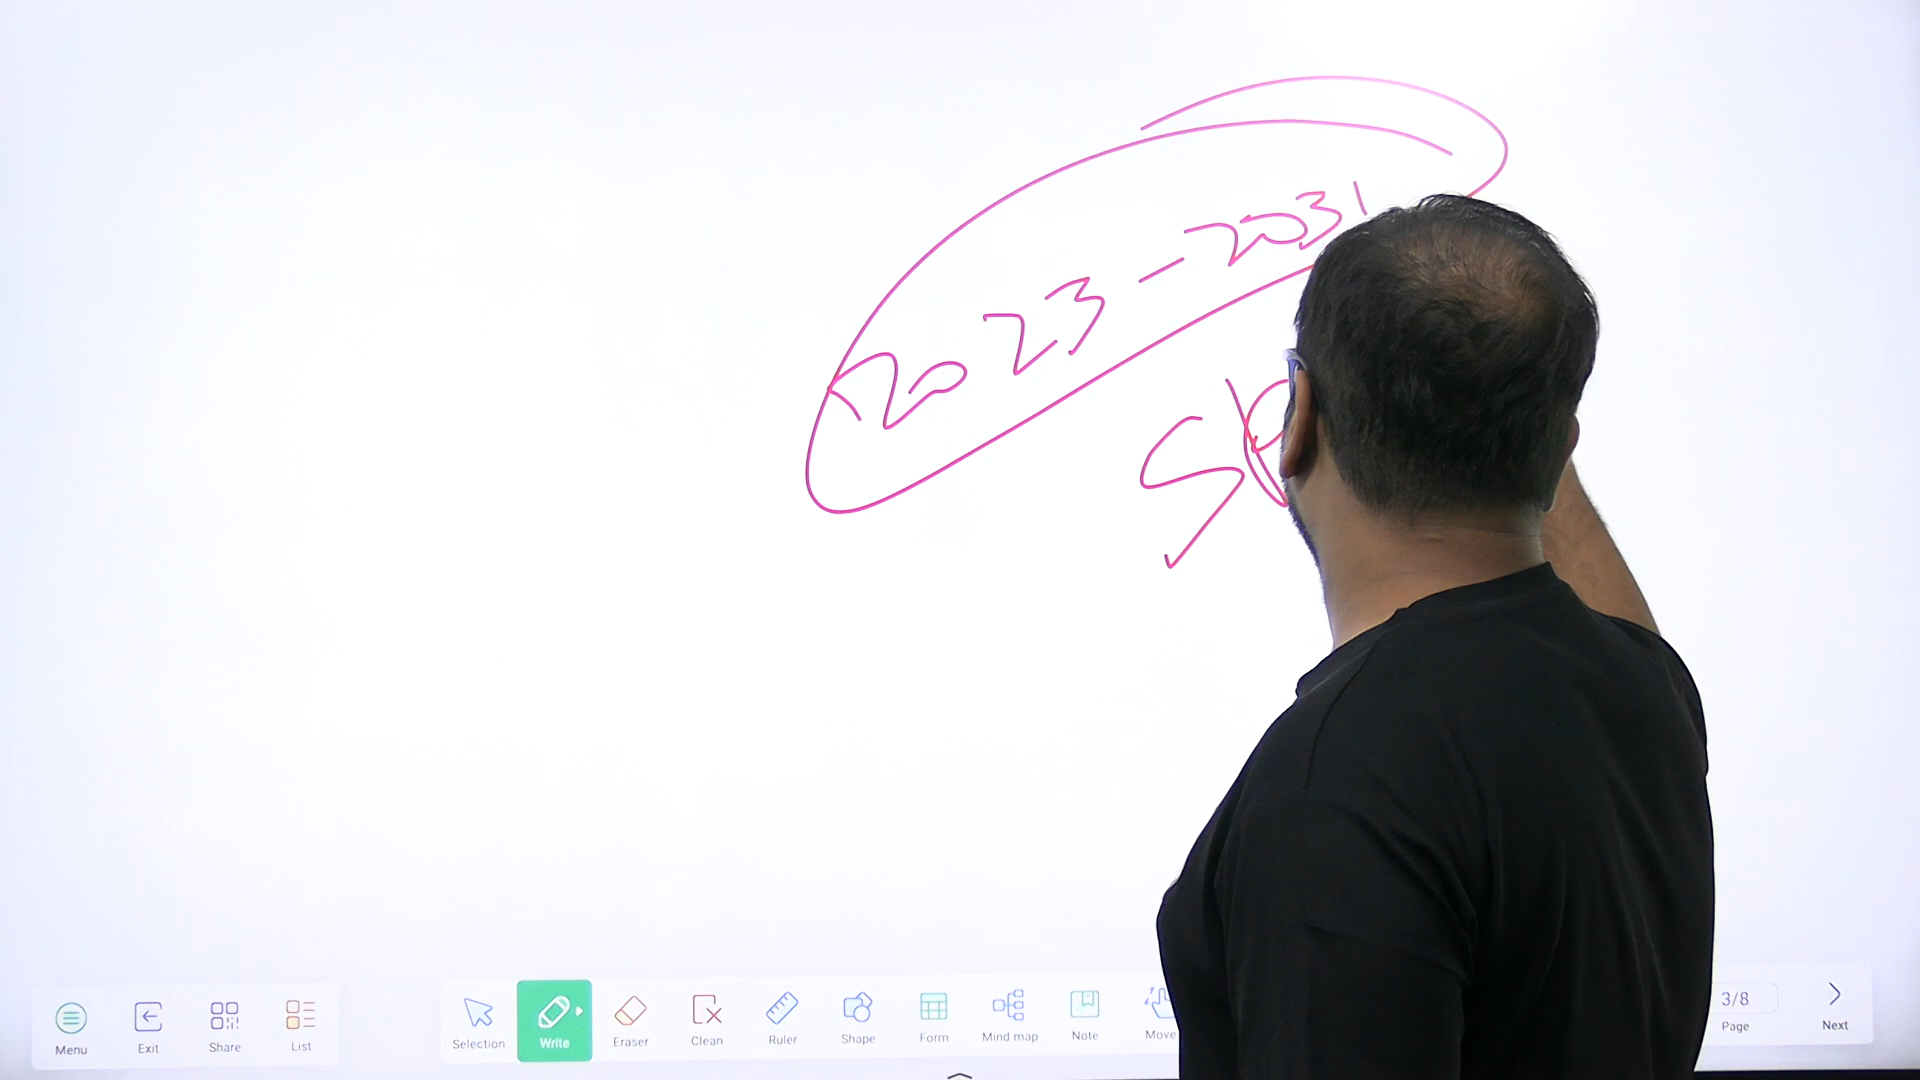 2023-2031
Menu
Exit
Share
List
Selection
Write
Eraser
Clean
Ruler
Shape
Form
Mind map
Note
Move
3/8
Page
Next